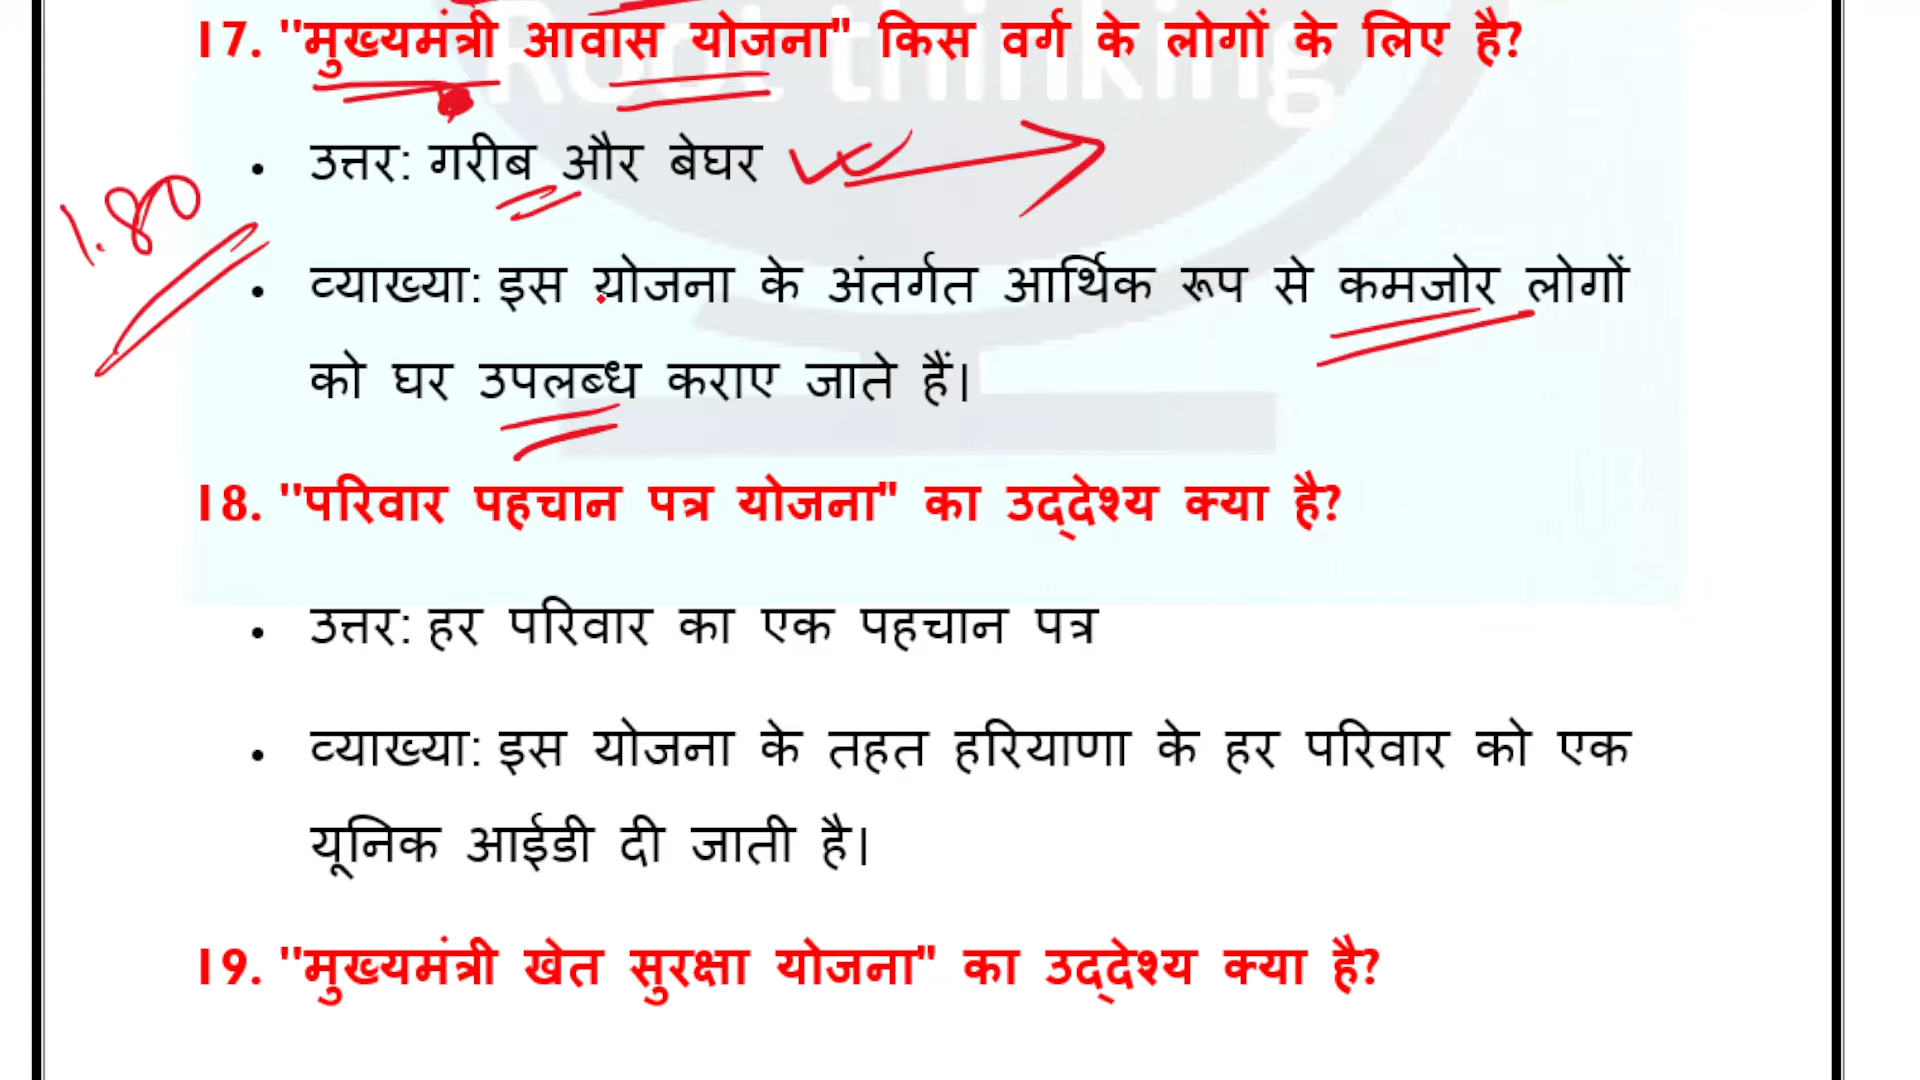 17. "मुख्यमंत्री आवास योजना" किस वर्ग के लोगों के लिए है?
Root thinking
• उत्तर: गरीब और बेघर
1.80
• व्याख्या: इस योजना के अंतर्गत आर्थिक रूप से कमजोर लोगों
को घर उपलब्ध कराए जाते हैं।
18. "परिवार पहचान पत्र योजना" का उद्देश्य क्या है?
• उत्तर: हर परिवार का एक पहचान पत्र
• व्याख्या: इस योजना के तहत हरियाणा के हर परिवार को एक
यूनिक आईडी दी जाती है।
19. "मुख्यमंत्री खेत सुरक्षा योजना" का उद्देश्य क्या है?